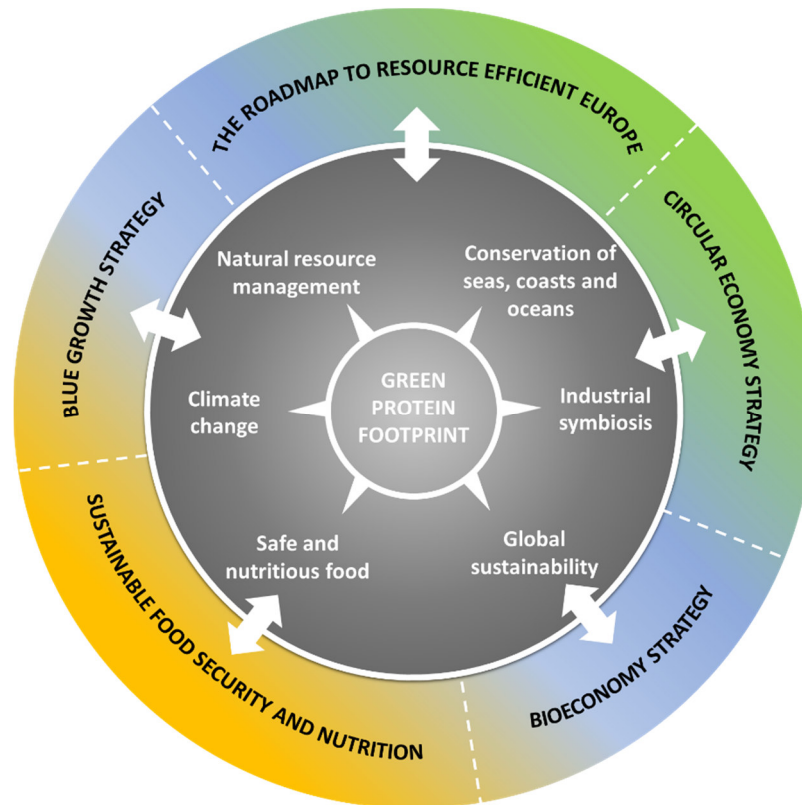 THE ROADMAP TO RESOURCE EFFICIENT EUROPE
CIRCULAR ECONOMY STRATEGY
BIOECONOMY STRATEGY
SUSTAINABLE FOOD SECURITY AND NUTRITION
BLUE GROWTH STRATEGY
Natural resource
management
Conservation of
seas, coasts and
oceans
Climate
change
GREEN
PROTEIN
FOOTPRINT
Industrial
symbiosis
Safe and
nutritious food
Global
sustainability